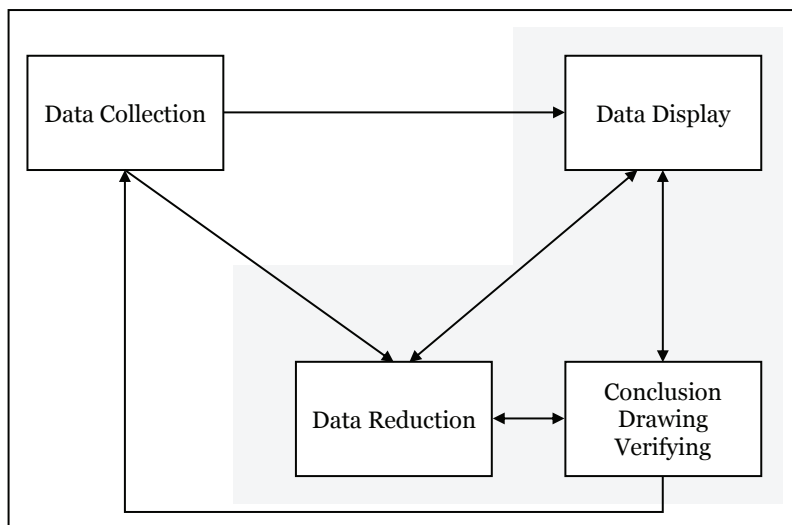 Data Collection
Data Display
Data Reduction
Conclusion
Drawing
Verifying